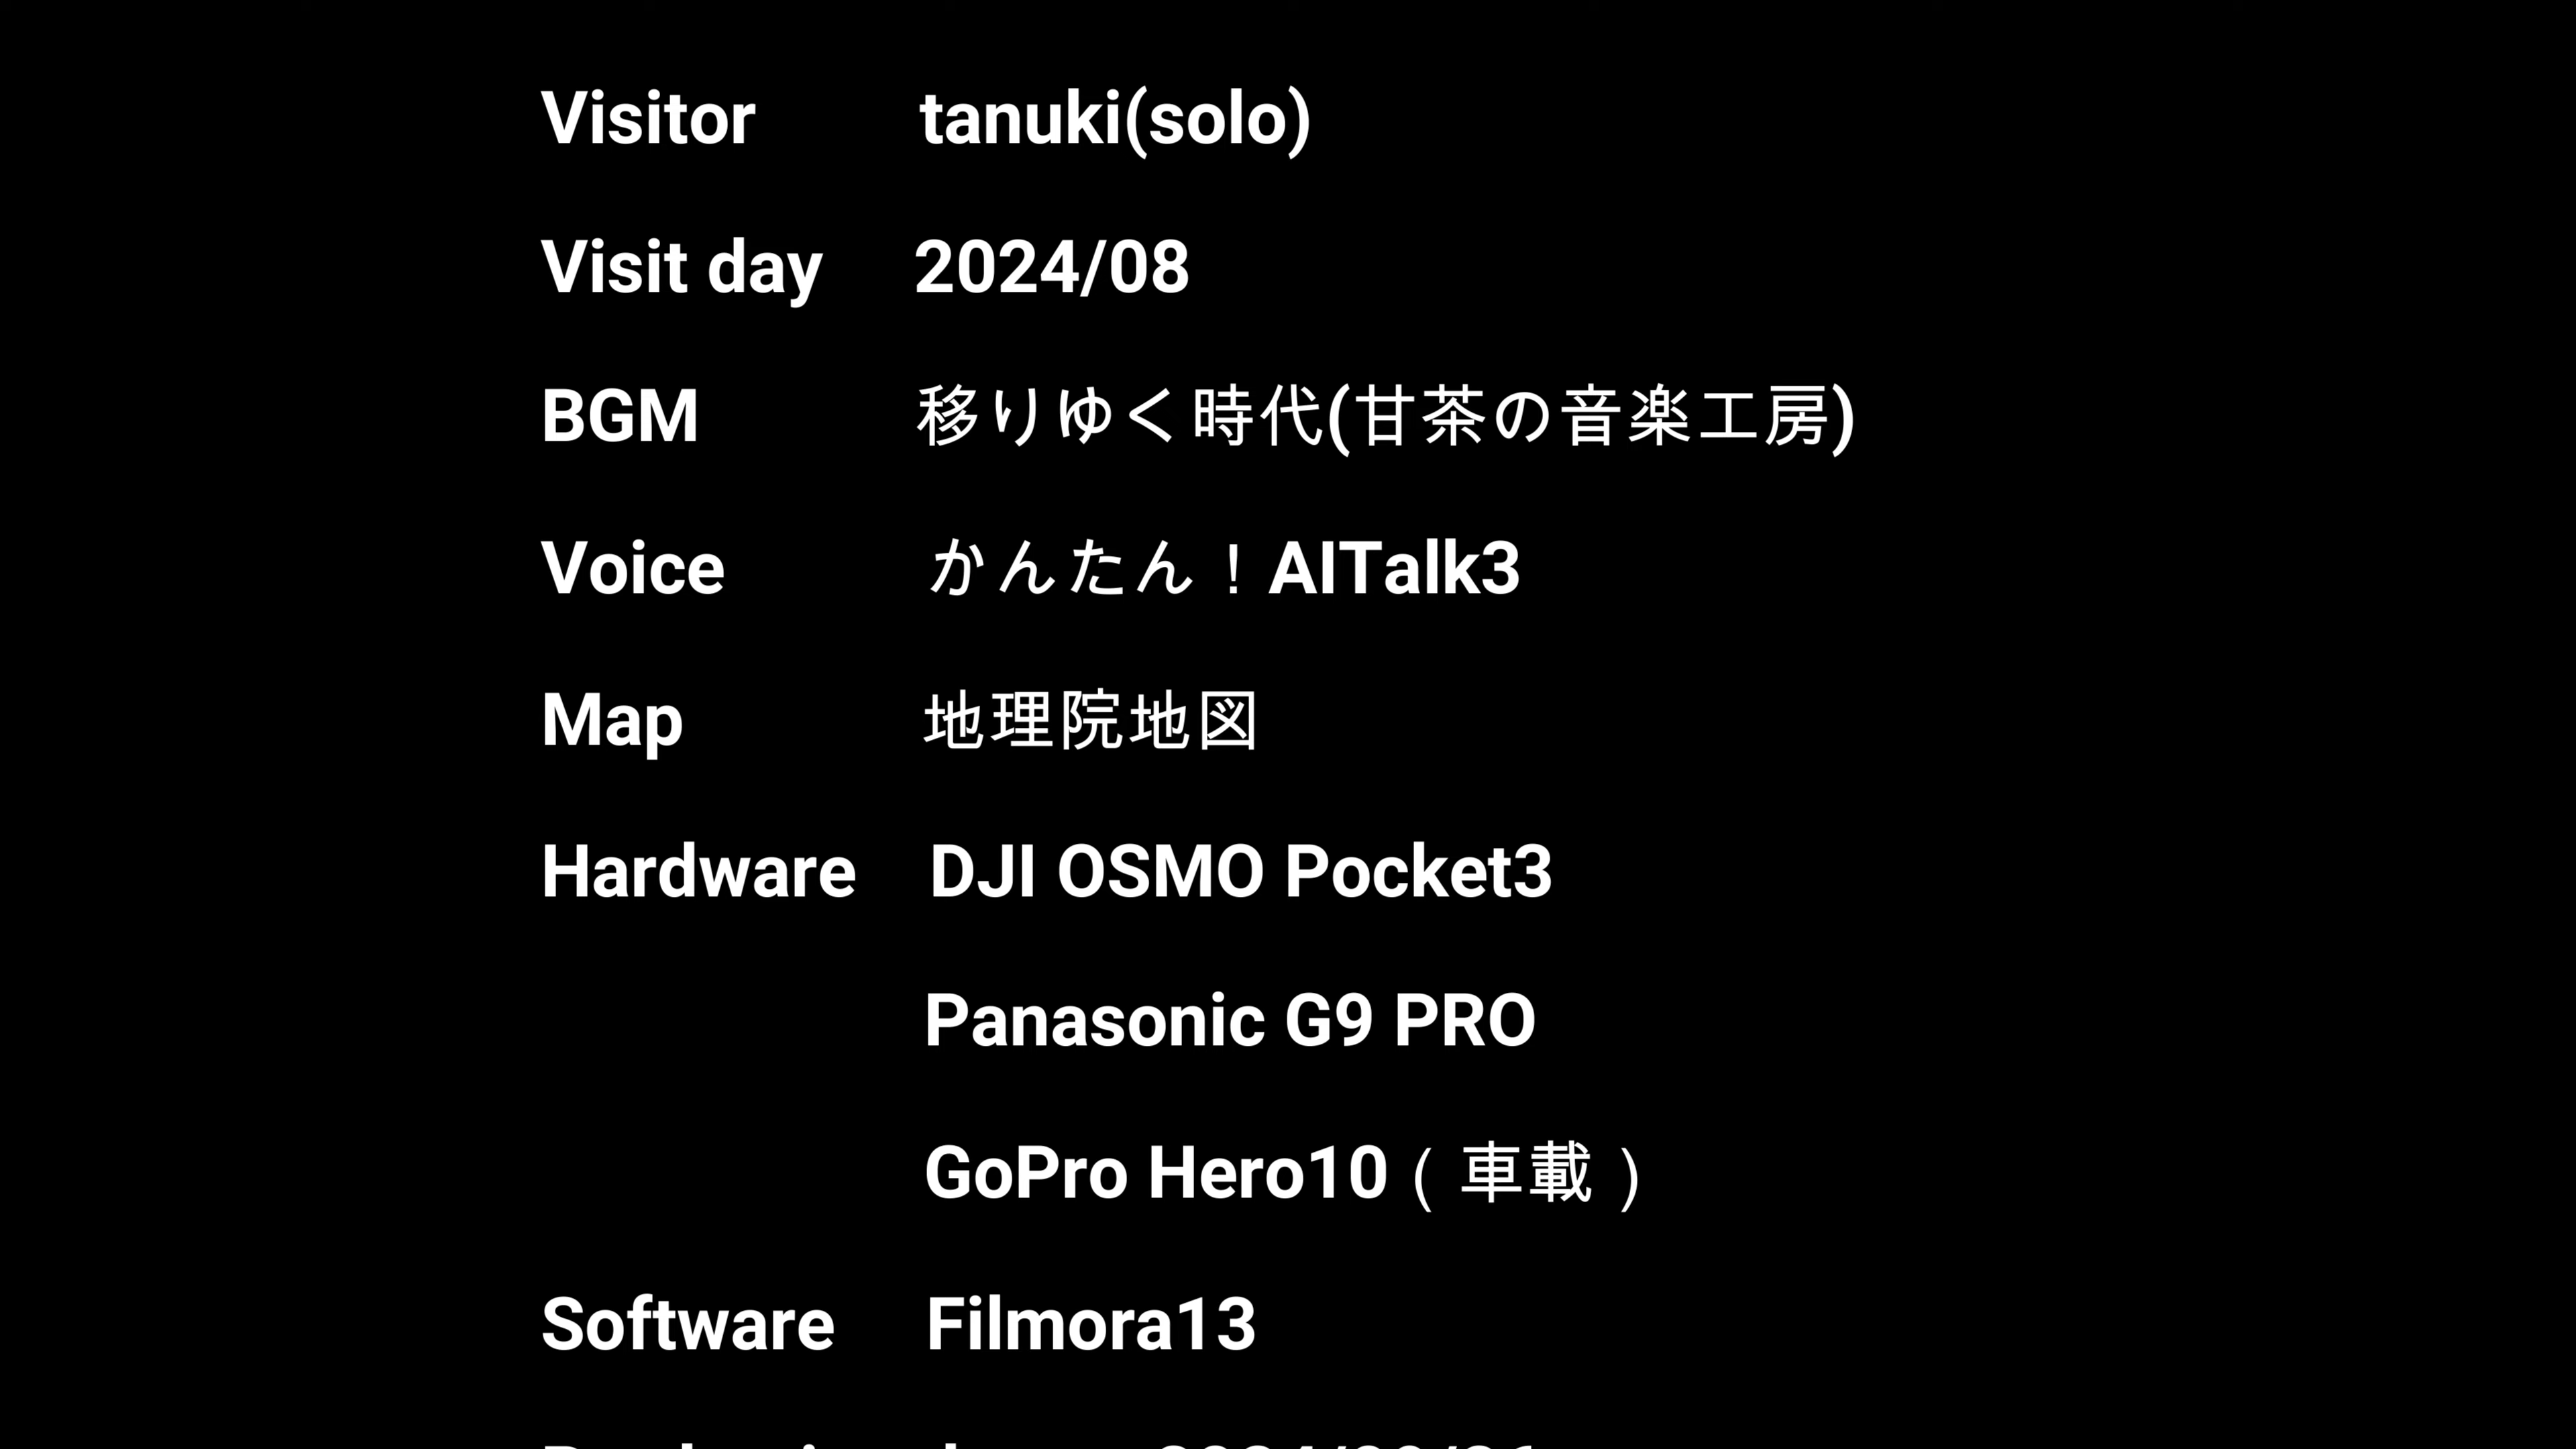 Visitor tanuki(solo)
Visit day 2024/08
BGM 移りゆく時代(甘茶の音楽工房)
Voice かんたん！AITalk3
Map 地理院地図
Hardware DJI OSMO Pocket3
Panasonic G9 PRO
GoPro Hero10（車載）
Software Filmora13